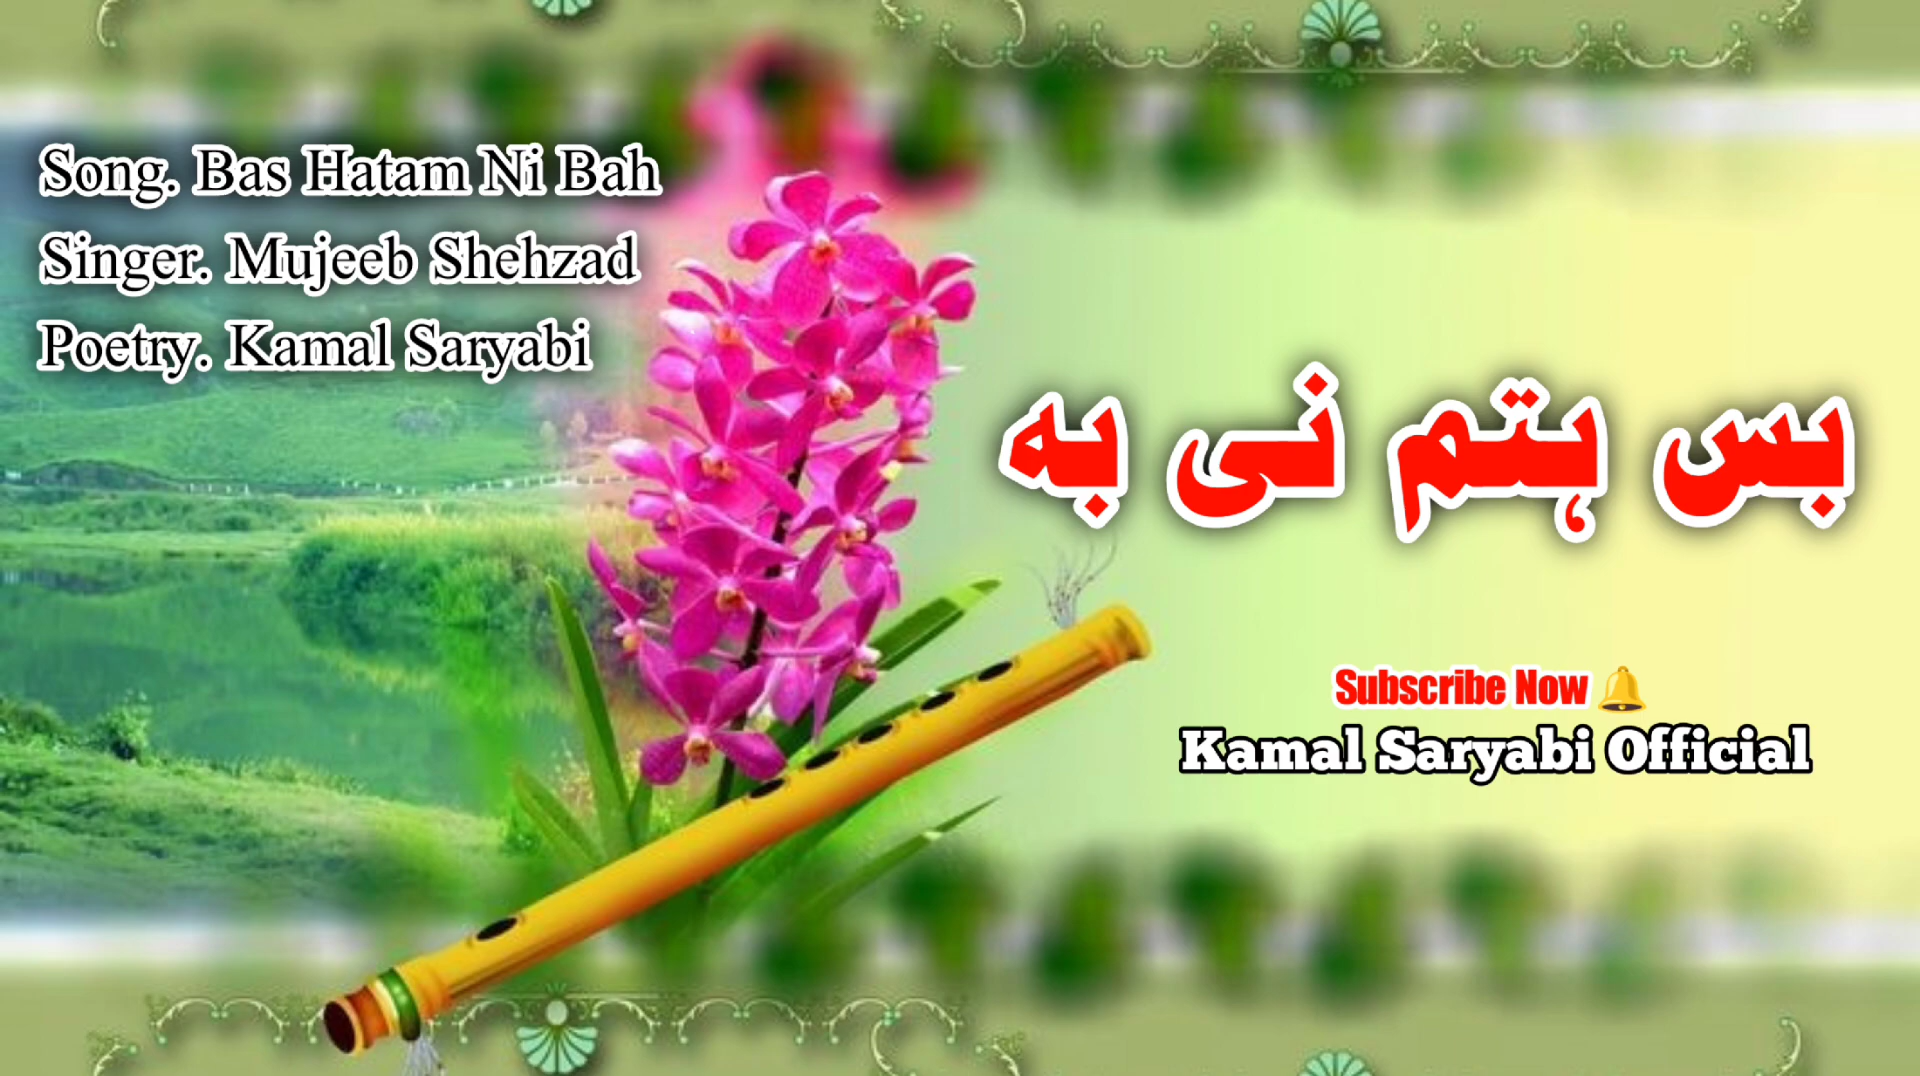 Song. Bas Hatam Ni Bah
Singer. Mujeeb Shehzad
Poetry. Kamal Saryabi
بس ہتم نی بہ
Subscribe Now 🔔
Kamal Saryabi Official